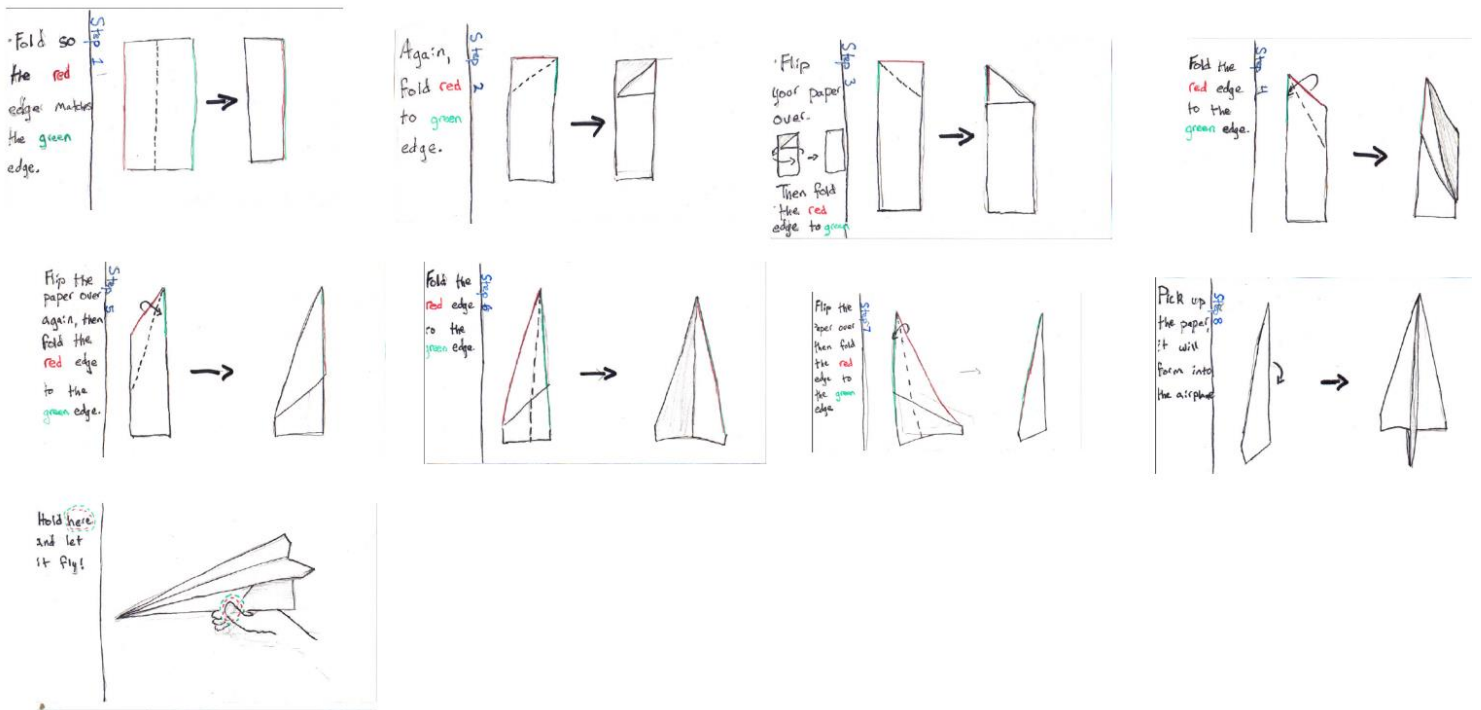 ·Fold so
the red
edge matches
the green
edge.
Step 1
Again,
fold red
to green
edge.
Step 2
·Flip
your paper
over.
Then fold
·the red
edge to green
Step 3
Fold the
red edge
to the
green edge.
Step 4
Flip the
paper over
again, then
fold the
red edge
to the
green edge.
Step 5
Fold the
red edge
to the
green edge
Step 6
Flip the
paper over
then fold
the red
edge to
the green
edge
Step 7
Pick up
the paper,
it will
form into
the airplane
Step 8
Hold here
and let
it fly!